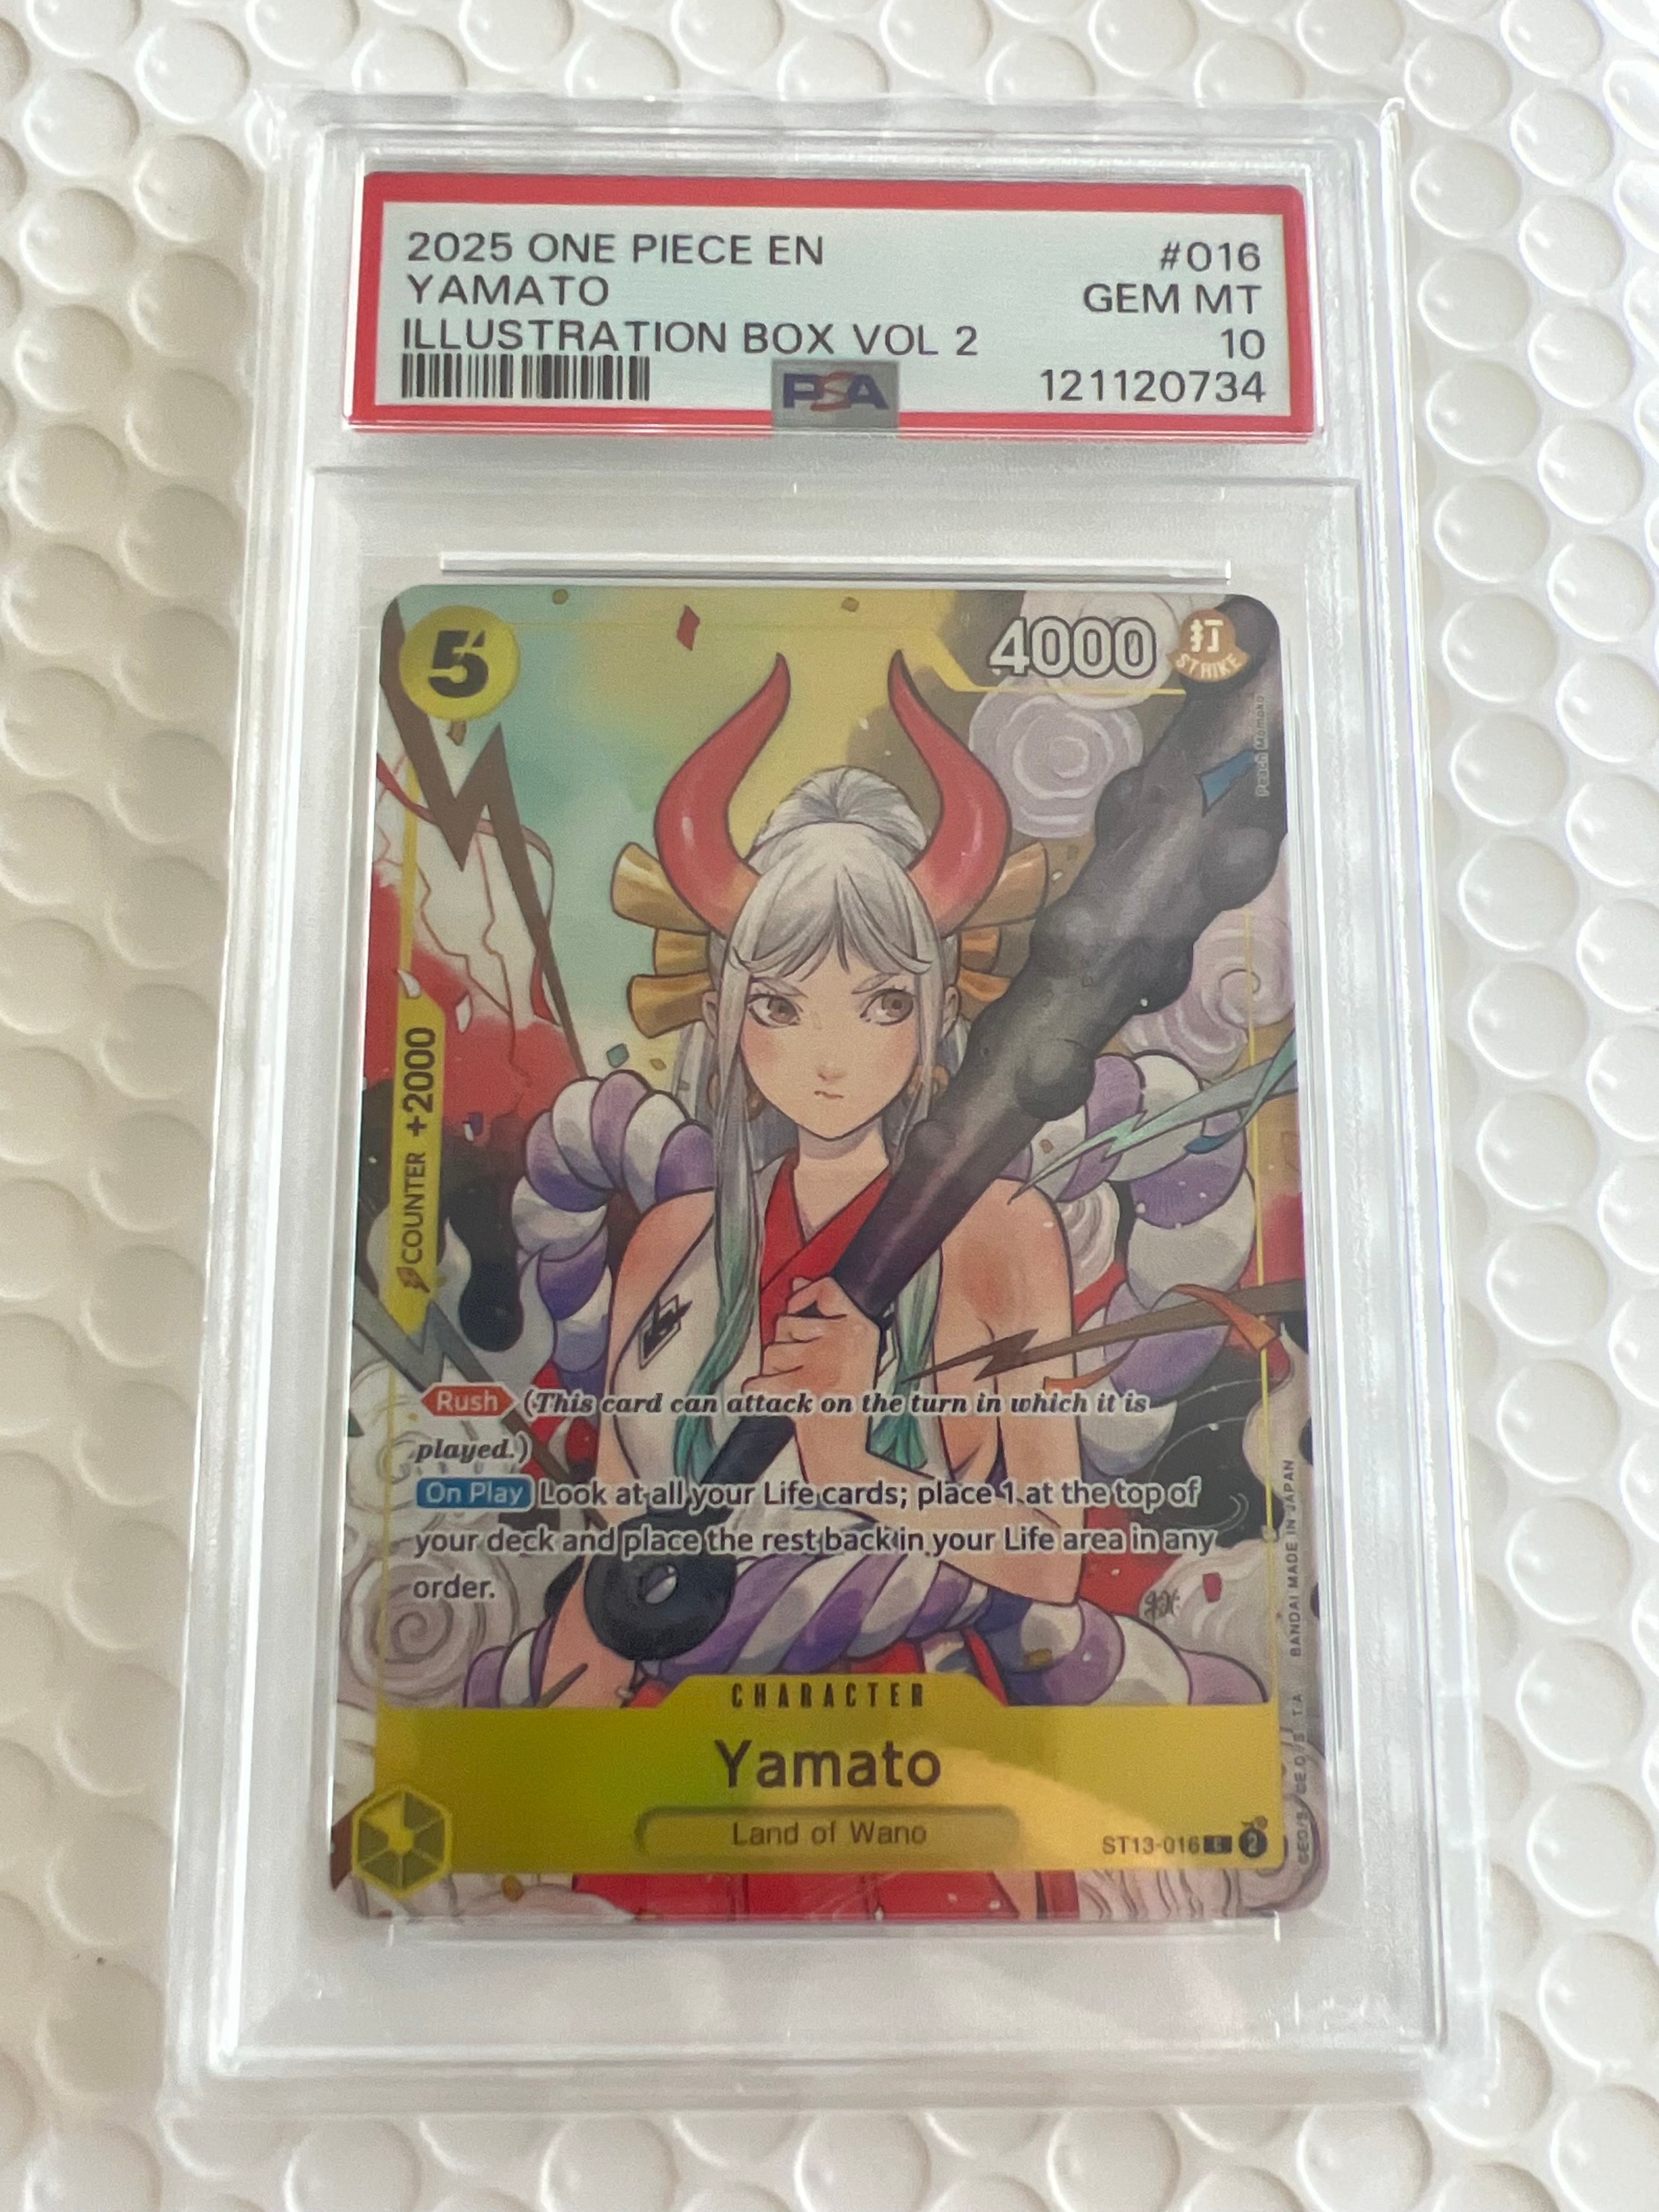 2025 ONE PIECE EN
#016
YAMATO
GEM MT
ILLUSTRATION BOX VOL 2
10
PSA
121120734
5
4000
打
STRIKE
Peach Momoko
COUNTER +2000
Rush (This card can attack on the turn in which it is
played.)
On Play Look at all your Life cards; place 1 at the top of
your deck and place the rest back in your Life area in any
order.
BANDAI MADE IN JAPAN
CHARACTER
Yamato
Land of Wano
ST13-016 C 2